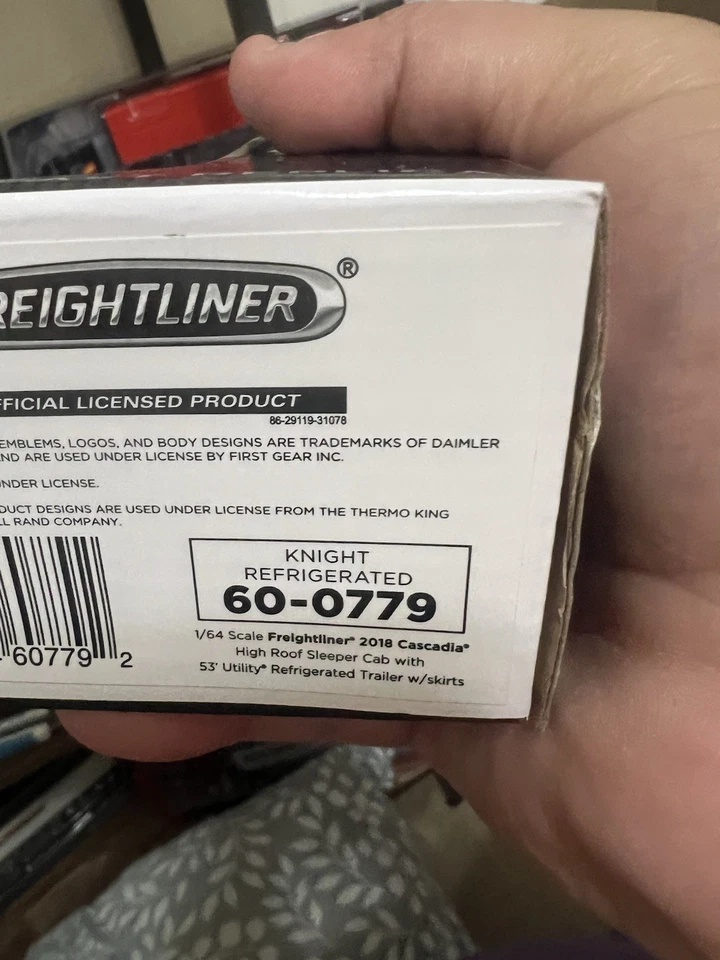 REIGHTLINER®
FFICIAL LICENSED PRODUCT
86-29119-31078
EMBLEMS, LOGOS, AND BODY DESIGNS ARE TRADEMARKS OF DAIMLER
ND ARE USED UNDER LICENSE BY FIRST GEAR INC.
NDER LICENSE.
DUCT DESIGNS ARE USED UNDER LICENSE FROM THE THERMO KING
LL RAND COMPANY.
KNIGHT
REFRIGERATED
60-0779
60779 2
1/64 Scale Freightliner® 2018 Cascadia®
High Roof Sleeper Cab with
53' Utility® Refrigerated Trailer w/skirts